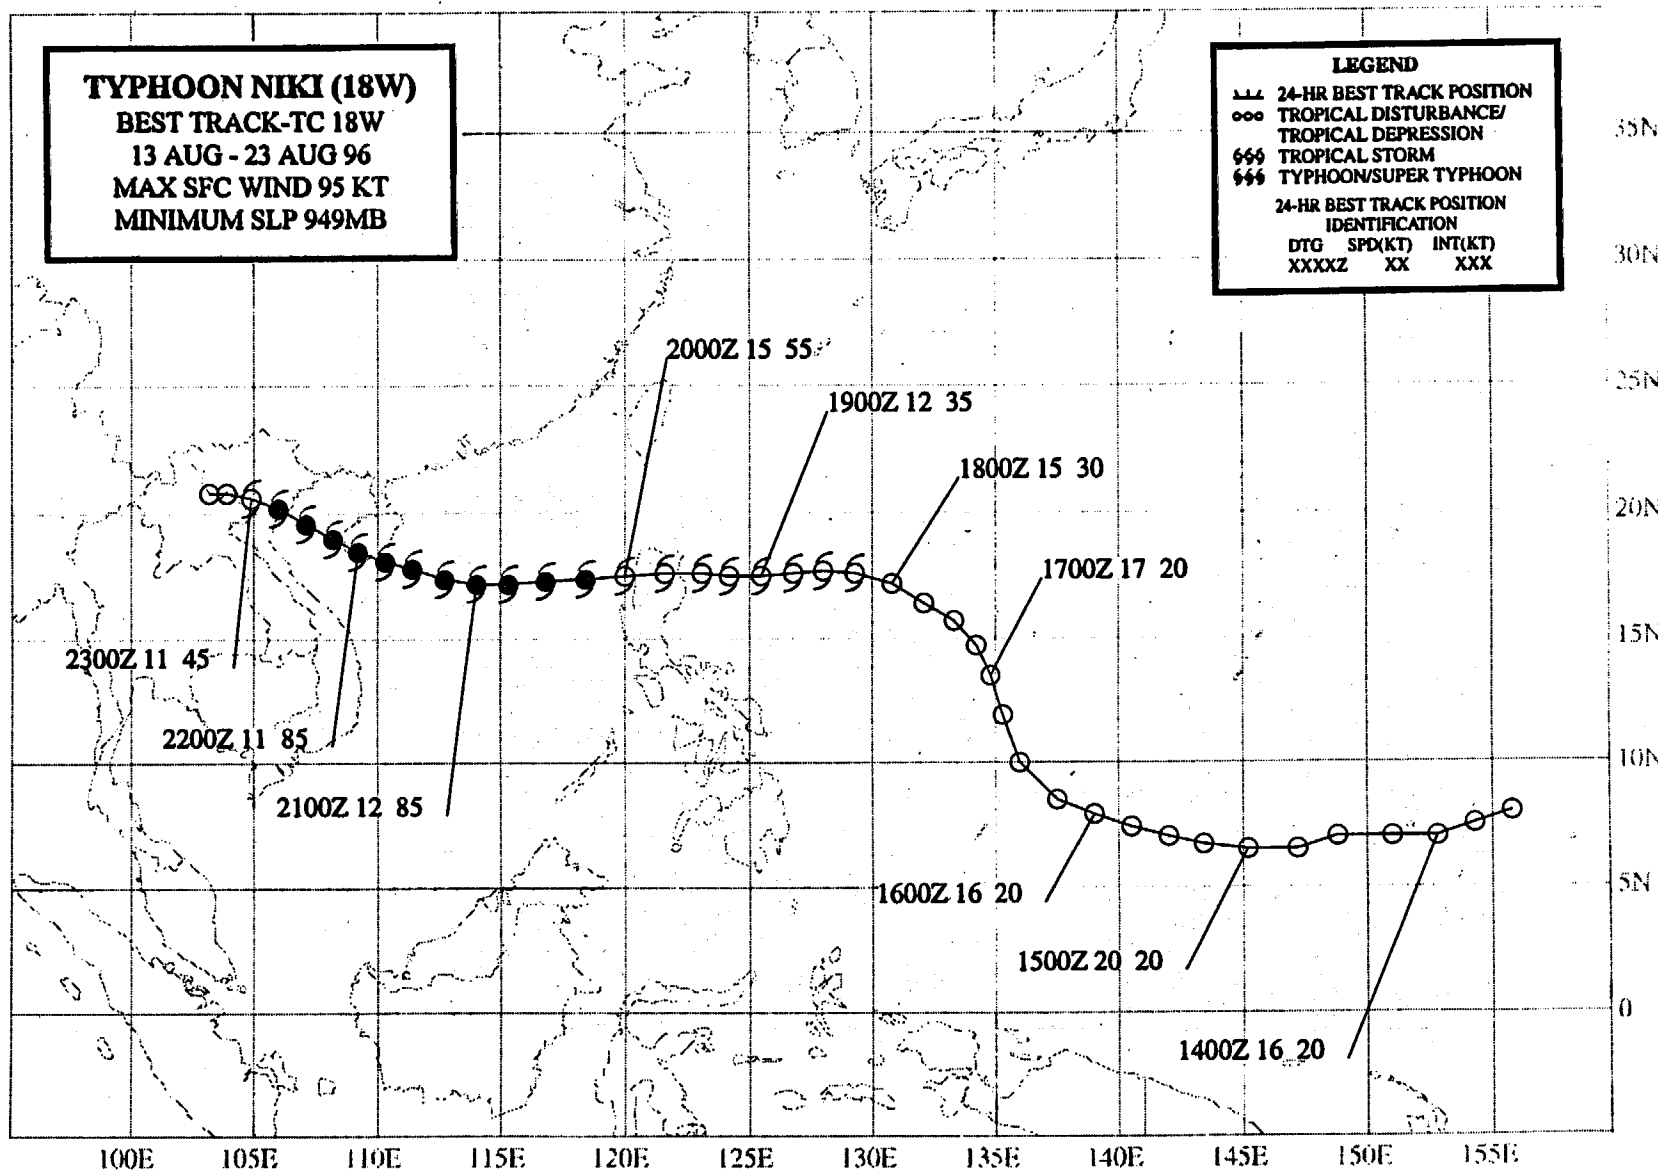 TYPHOON NIKI (18W)
BEST TRACK-TC 18W
13 AUG - 23 AUG 96
MAX SFC WIND 95 KT
MINIMUM SLP 949MB
LEGEND
24-HR BEST TRACK POSITION
TROPICAL DISTURBANCE/
TROPICAL DEPRESSION
TROPICAL STORM
TYPHOON/SUPER TYPHOON
24-HR BEST TRACK POSITION
IDENTIFICATION
DTG SPD(KT) INT(KT)
XXXXZ XX XXX
35N
30N
25N
20N
15N
10N
5N
0
2000Z 15 55
1900Z 12 35
1800Z 15 30
1700Z 17 20
2300Z 11 45
2200Z 11 85
2100Z 12 85
1600Z 16 20
1500Z 20 20
1400Z 16 20
100E 105E 110E 115E 120E 125E 130E 135E 140E 145E 150E 155E